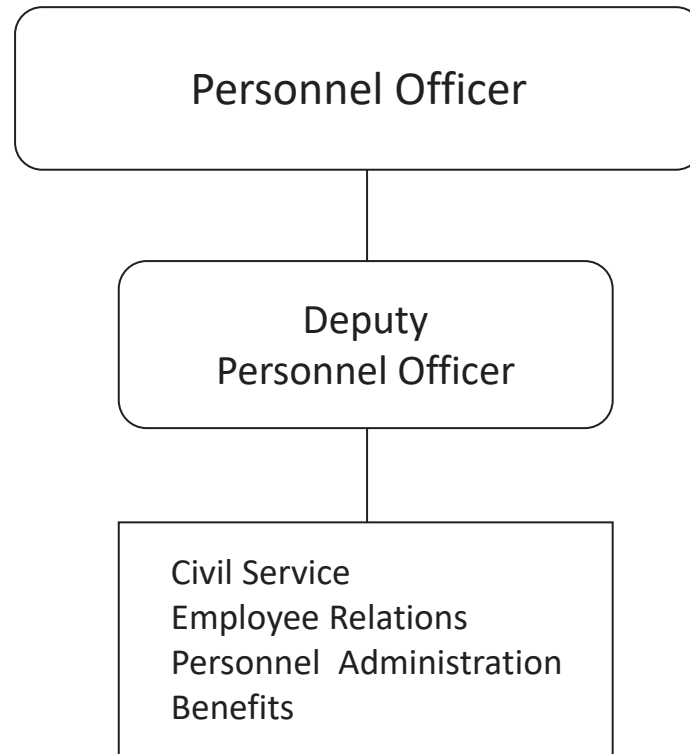 Personnel Officer
Deputy
Personnel Officer
Civil Service
Employee Relations
Personnel  Administration
Benefits